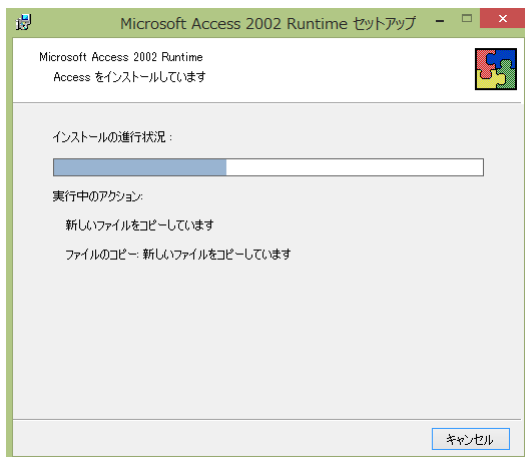 Microsoft Access 2002 Runtime セットアップ
Microsoft Access 2002 Runtime
Access をインストールしています
インストールの進行状況 :
実行中のアクション:
新しいファイルをコピーしています
ファイルのコピー: 新しいファイルをコピーしています
キャンセル